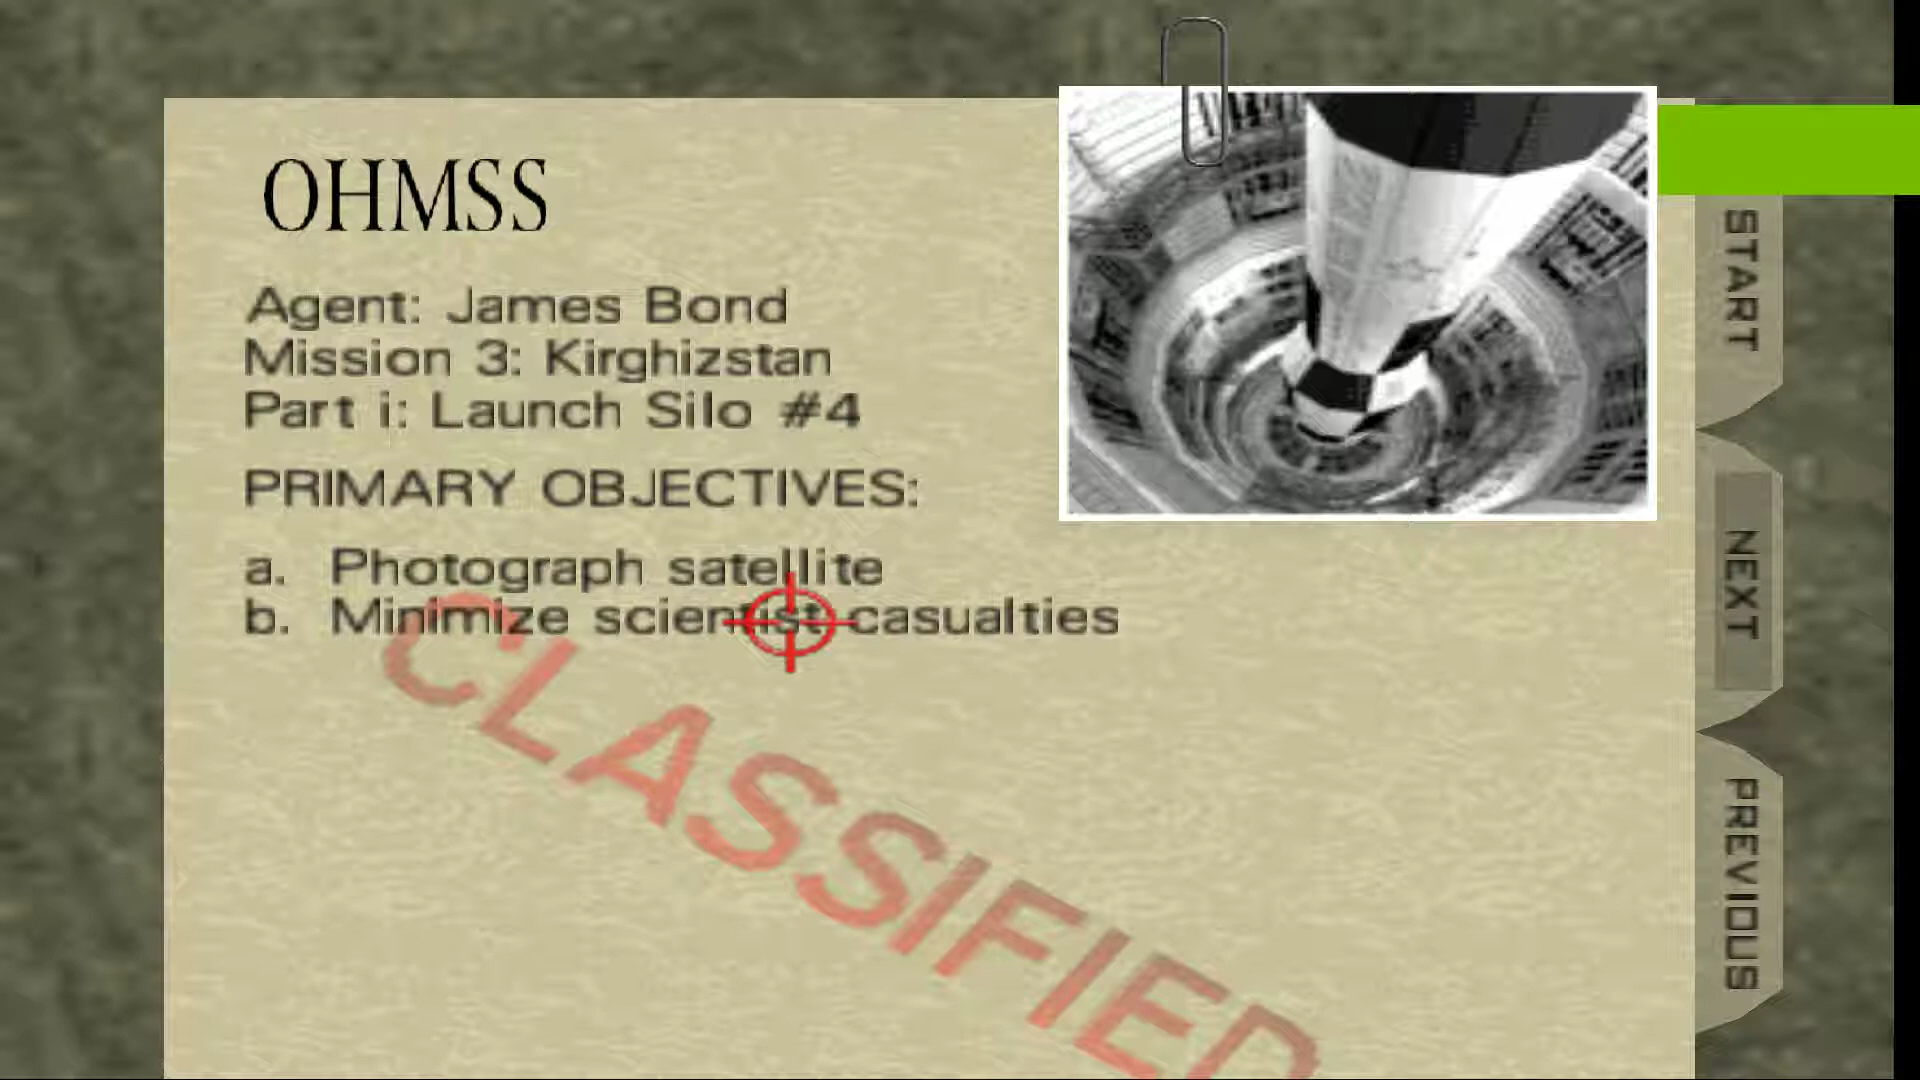 OHMSS
Agent: James Bond
Mission 3: Kirghizstan
Part i: Launch Silo #4
PRIMARY OBJECTIVES:
a. Photograph satellite
b. Minimize scientist casualties
CLASSIFIED
START
NEXT
PREVIOUS